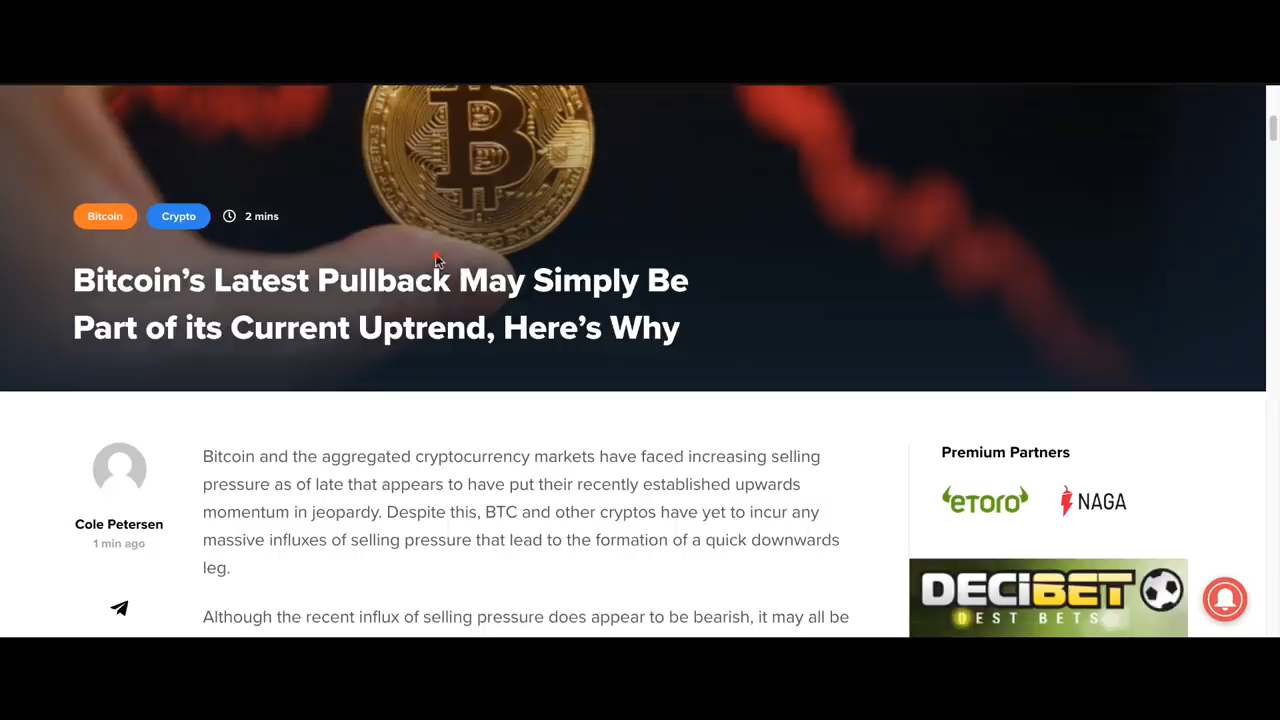 Bitcoin
Crypto
2 mins
Bitcoin's Latest Pullback May Simply Be
Part of its Current Uptrend, Here's Why
Cole Petersen
1 min ago
Bitcoin and the aggregated cryptocurrency markets have faced increasing selling
pressure as of late that appears to have put their recently established upwards
momentum in jeopardy. Despite this, BTC and other cryptos have yet to incur any
massive influxes of selling pressure that lead to the formation of a quick downwards
leg.
Although the recent influx of selling pressure does appear to be bearish, it may all be
Premium Partners
eToro
NAGA
DECIBET
BEST BETS